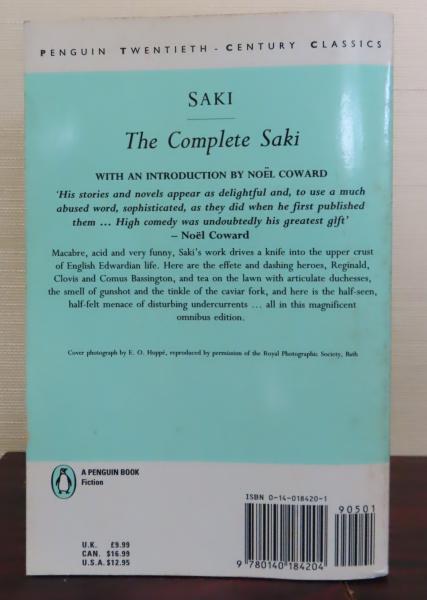 PENGUIN TWENTIETH-CENTURY CLASSICS
SAKI
The Complete Saki
WITH AN INTRODUCTION BY NOËL COWARD
'His stories and novels appear as delightful and, to use a much
abused word, sophisticated, as they did when he first published
them ... High comedy was undoubtedly his greatest gift'
– Noël Coward
Macabre, acid and very funny, Saki's work drives a knife into the upper crust
of English Edwardian life. Here are the effete and dashing heroes, Reginald,
Clovis and Comus Bassington, and tea on the lawn with articulate duchesses,
the smell of gunshot and the tinkle of the caviar fork, and here is the half-seen,
half-felt menace of disturbing undercurrents ... all in this magnificent
omnibus edition.
Cover photograph by E. O. Huppé, reproduced by permission of the Royal Photographic Society, Bath
A PENGUIN BOOK
Fiction
U.K. £9.99
CAN. $16.99
U.S.A. $12.95
ISBN 0-14-018420-1
90501
9 780140 184204